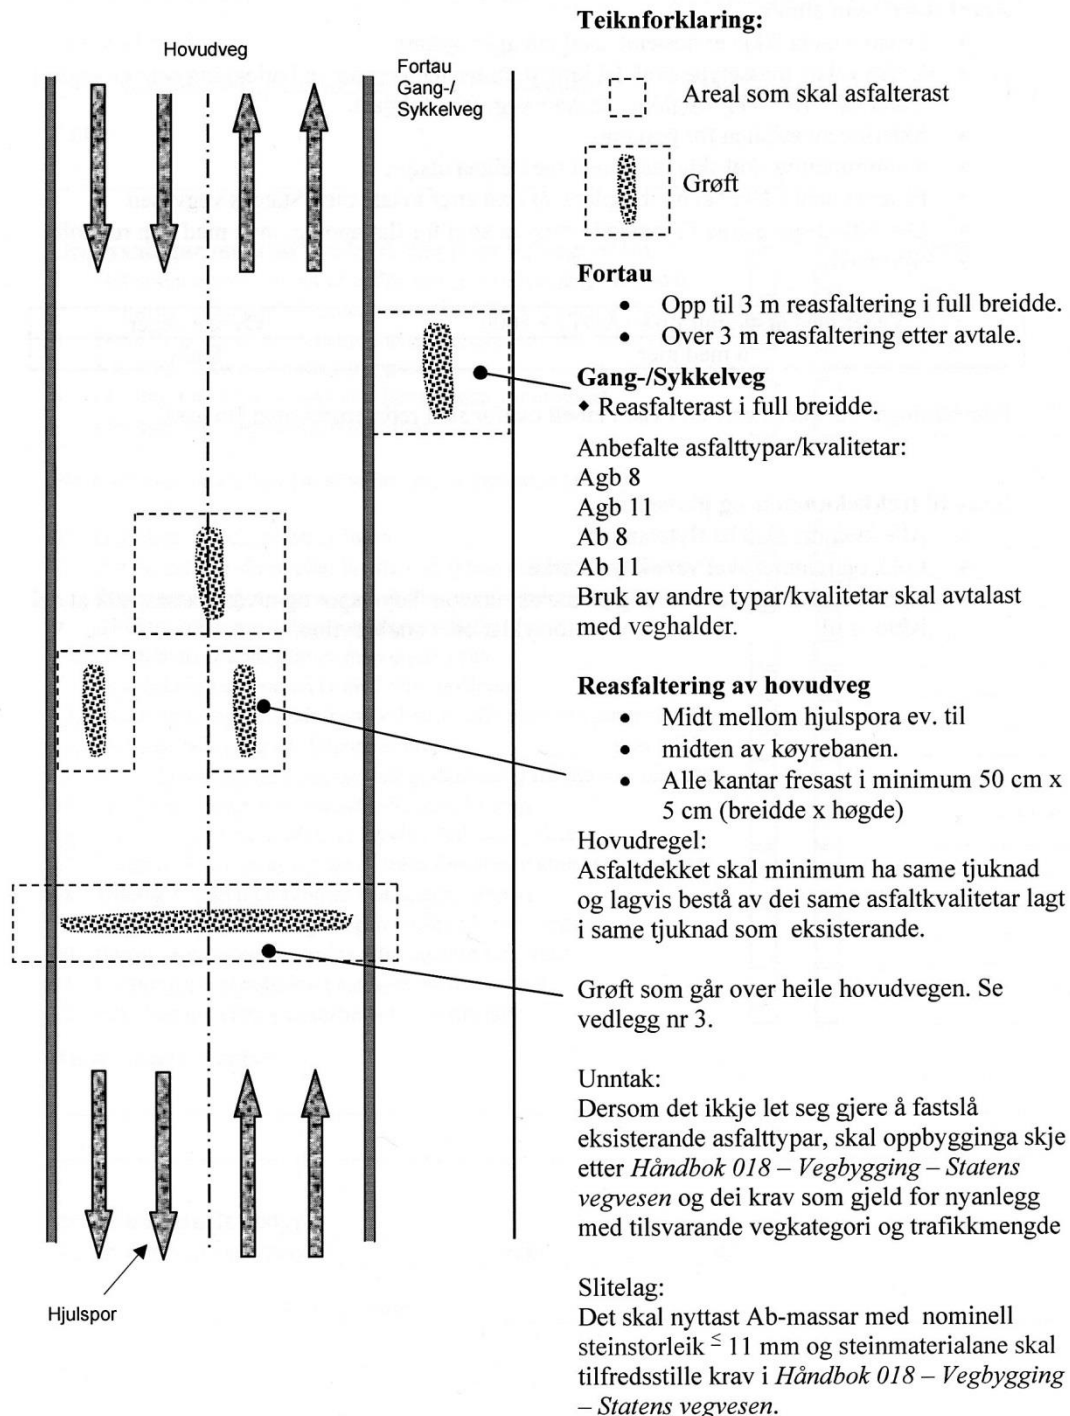 Teiknforklaring:
Hovudveg
Fortau
Gang-/
Sykkelveg
Areal som skal asfalterast
Grøft
Fortau
• Opp til 3 m reasfaltering i full breidde.
• Over 3 m reasfaltering etter avtale.
Gang-/Sykkelveg
◆ Reasfalterast i full breidde.
Anbefalte asfalttypar/kvalitetar:
Agb 8
Agb 11
Ab 8
Ab 11
Bruk av andre typar/kvalitetar skal avtalast
med veghalder.
Reasfaltering av hovudveg
• Midt mellom hjulspora ev. til
• midten av køyrebanen.
• Alle kantar fresast i minimum 50 cm x
5 cm (breidde x høgde)
Hovudregel:
Asfaltdekket skal minimum ha same tjuknad
og lagvis bestå av dei same asfaltkvalitetar lagt
i same tjuknad som eksisterande.
Grøft som går over heile hovudvegen. Se
vedlegg nr 3.
Unntak:
Dersom det ikkje let seg gjere å fastslå
eksisterande asfalttypar, skal oppbygginga skje
etter Håndbok 018 – Vegbygging – Statens
vegvesen og dei krav som gjeld for nyanlegg
med tilsvarande vegkategori og trafikkmengde
Hjulspor
Slitelag:
Det skal nyttast Ab-massar med nominell
steinstorleik ≤ 11 mm og steinmaterialane skal
tilfredsstille krav i Håndbok 018 – Vegbygging
– Statens vegvesen.